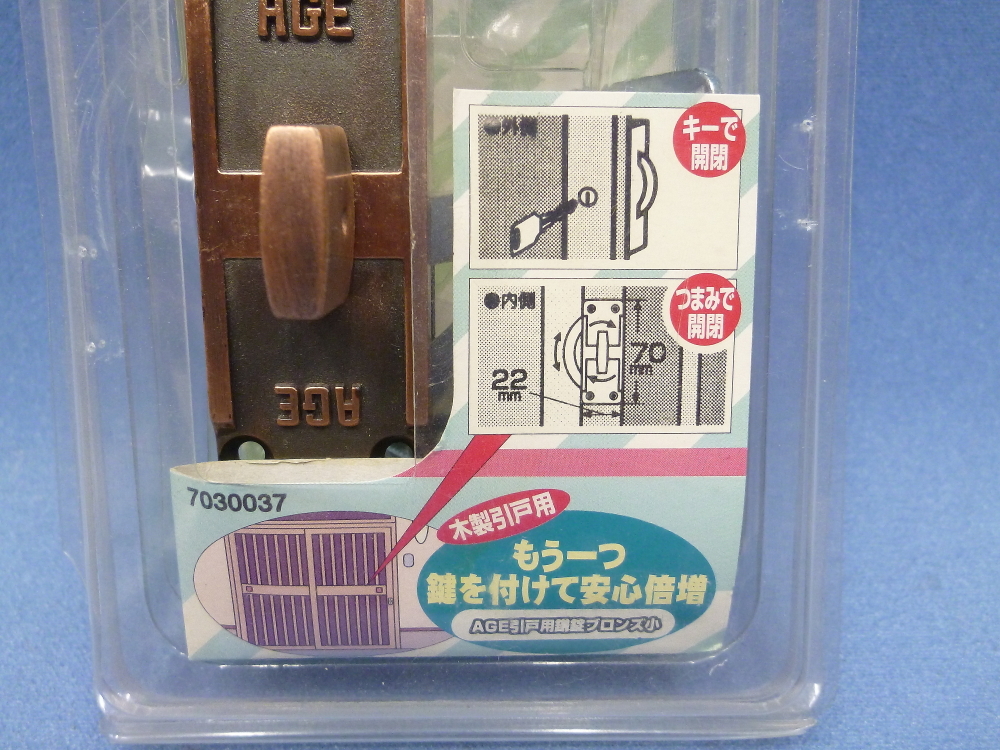 AGE
AGE
●外側
キーで
開閉
●内側
つまみで
開閉
70
mm
22
mm
7030037
木製引戸用
もう一つ
鍵を付けて安心倍増
AGE引戸用鎌錠ブロンズ小